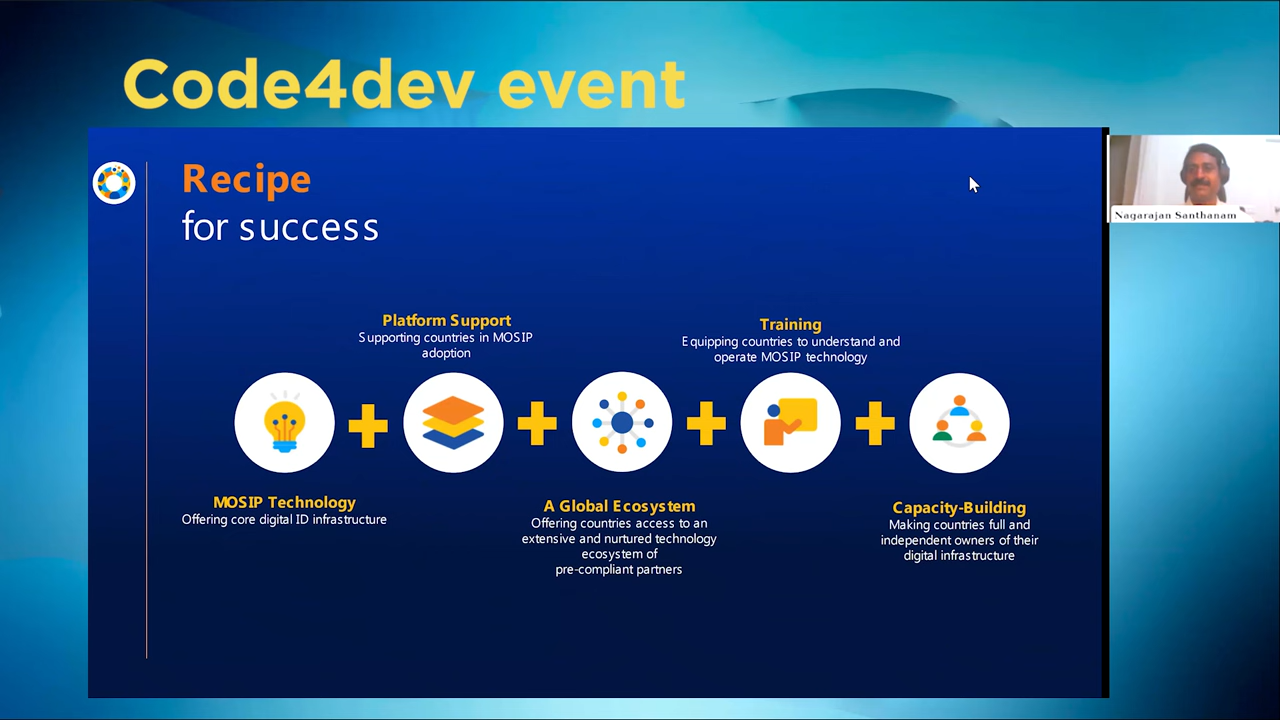 Code4dev event
Recipe
for success
Nagarajan Santhanam
Platform Support
Supporting countries in MOSIP
adoption
Training
Equipping countries to understand and
operate MOSIP technology
MOSIP Technology
Offering core digital ID infrastructure
A Global Ecosystem
Offering countries access to an
extensive and nurtured technology
ecosystem of
pre-compliant partners
Capacity-Building
Making countries full and
independent owners of their
digital infrastructure